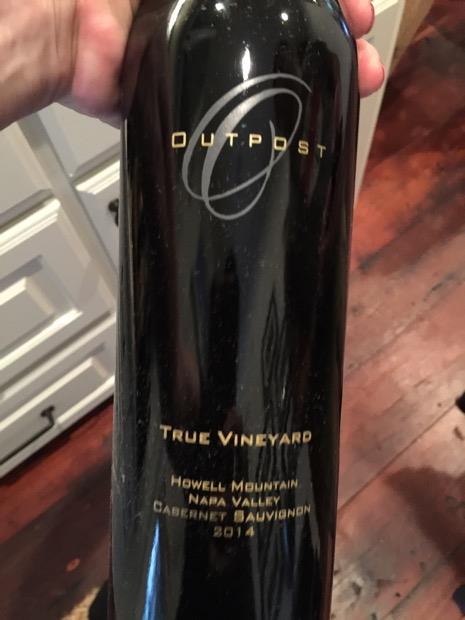 OUTPOST
TRUE VINEYARD
HOWELL MOUNTAIN
NAPA VALLEY
CABERNET SAUVIGNON
2014